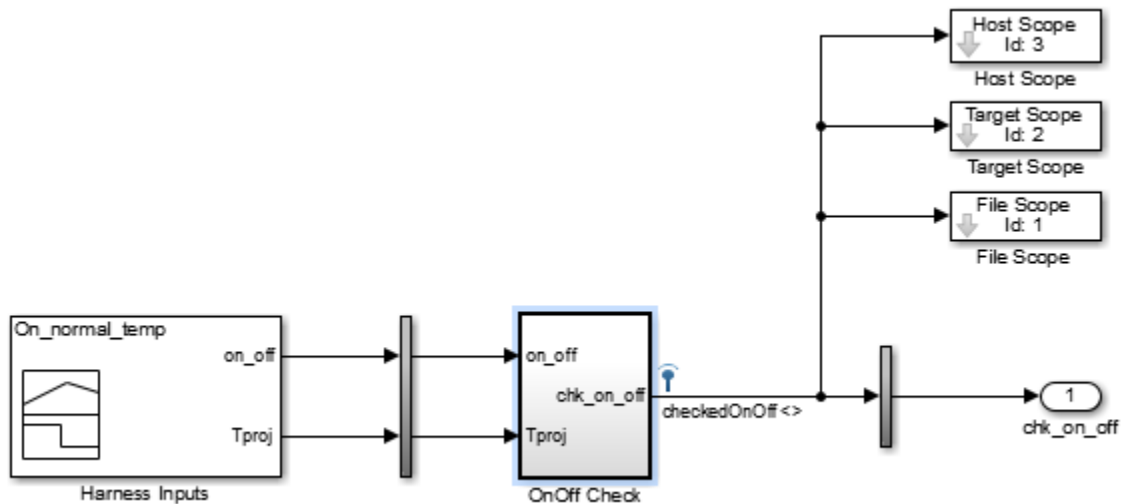 Host Scope
Id: 3
Host Scope
Target Scope
Id: 2
Target Scope
File Scope
Id: 1
File Scope
On_normal_temp
on_off
Tproj
Harness Inputs
on_off
chk_on_off
Tproj
OnOff Check
checkedOnOff<>
1
chk_on_off